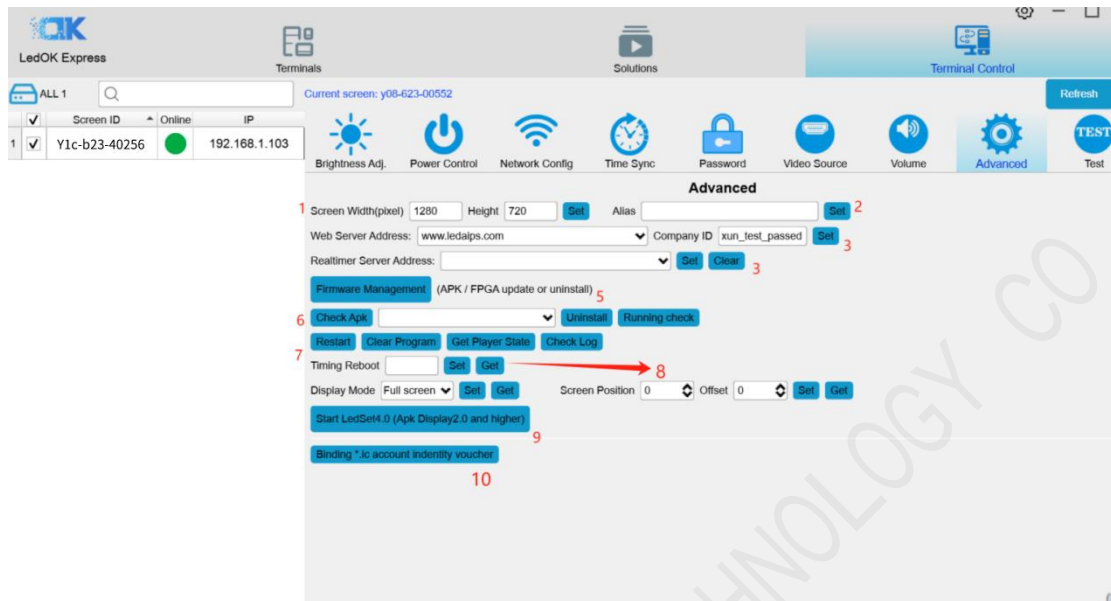 LedOK Express
Terminals
Solutions
Terminal Control
ALL 1
Current screen: y08-623-00552
Refresh
Screen ID Online IP
1 Y1c-b23-40256 192.168.1.103
Brightness Adj. Power Control Network Config Time Sync Password Video Source Volume Advanced TEST Test
Advanced
1 Screen Width(pixel) 1280 Height 720 Set Alias Set 2
Web Server Address: www.ledaips.com Company ID xun_test_passed Set 3
Realtimer Server Address: Set Clear 3
Firmware Management (APK / FPGA update or uninstall) 5
6 Check Apk Uninstall Running check
Restart Clear Program Get Player State Check Log
7 Timing Reboot Set Get 8
Display Mode Full screen Set Get Screen Position 0 Offset 0 Set Get
Start LedSet4.0 (Apk Display2.0 and higher)
9
Binding *.ic account indentity voucher
10
HNOLOGY CO